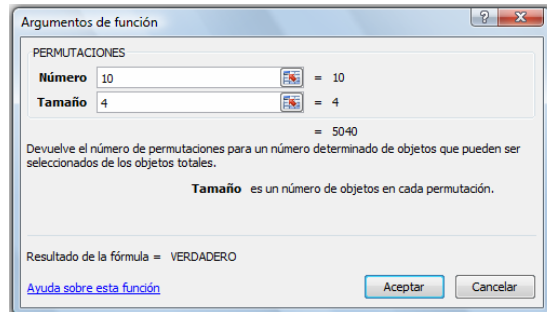 Argumentos de función
PERMUTACIONES
Número 10 = 10
Tamaño 4 = 4
= 5040
Devuelve el número de permutaciones para un número determinado de objetos que pueden ser
seleccionados de los objetos totales.
Tamaño es un número de objetos en cada permutación.
Resultado de la fórmula = VERDADERO
Ayuda sobre esta función
Aceptar Cancelar